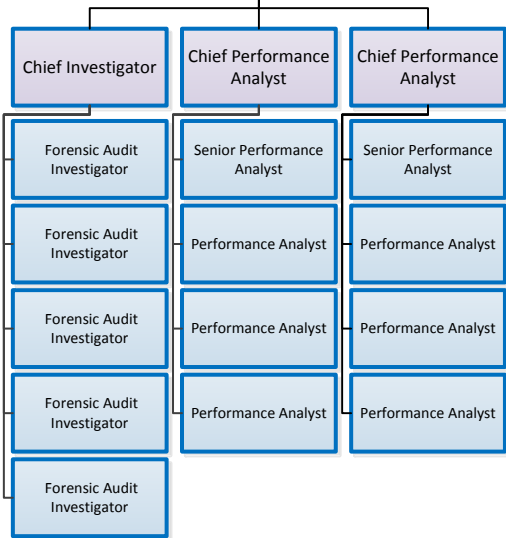 Chief Investigator
Chief Performance
Analyst
Chief Performance
Analyst
Forensic Audit
Investigator
Senior Performance
Analyst
Senior Performance
Analyst
Forensic Audit
Investigator
Performance Analyst
Performance Analyst
Forensic Audit
Investigator
Performance Analyst
Performance Analyst
Forensic Audit
Investigator
Performance Analyst
Performance Analyst
Forensic Audit
Investigator